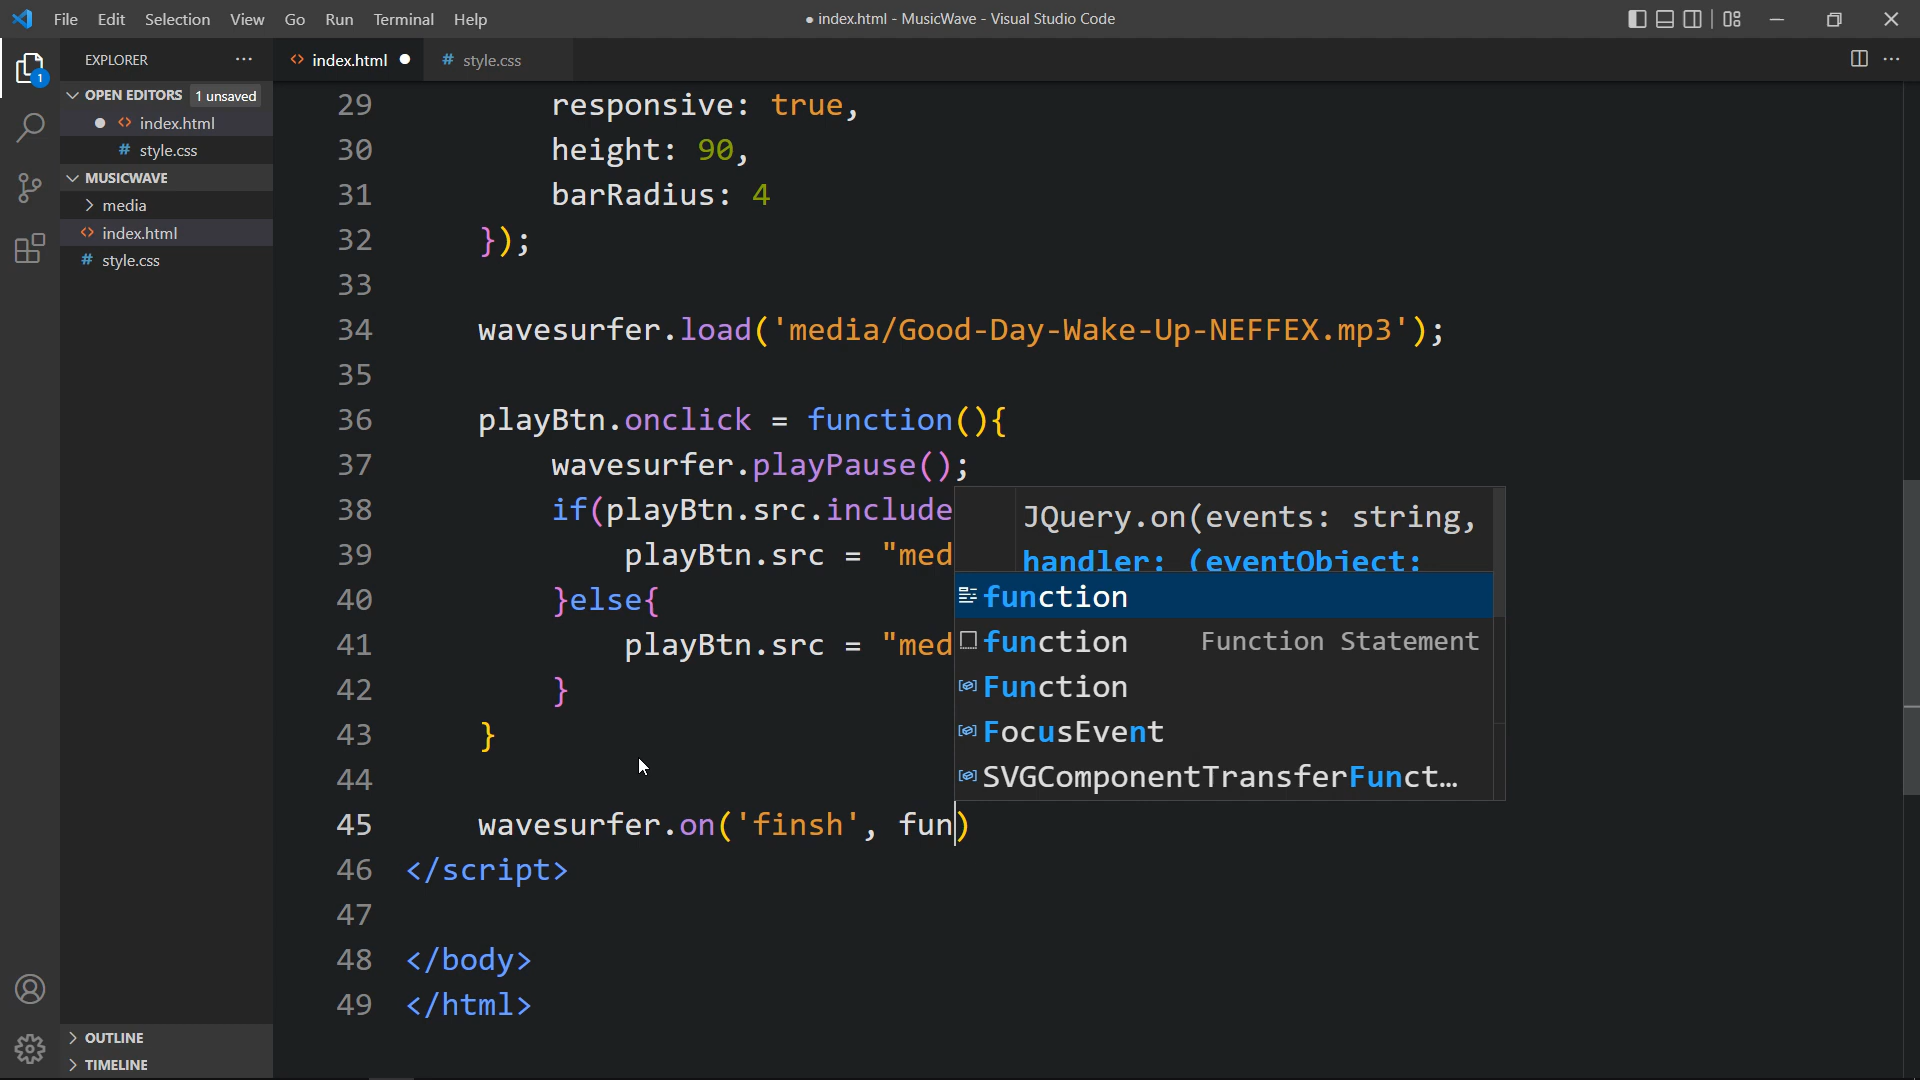 File Edit Selection View Go Run Terminal Help
● index.html - MusicWave - Visual Studio Code
1
EXPLORER ···
OPEN EDITORS 1 unsaved
● <> index.html
# style.css
MUSICWAVE
media
<> index.html
# style.css
OUTLINE
TIMELINE
<> index.html ●
# style.css
29 responsive: true,
30 height: 90,
31 barRadius: 4
32 });
33
34 wavesurfer.load('media/Good-Day-Wake-Up-NEFFEX.mp3');
35
36 playBtn.onclick = function(){
37 wavesurfer.playPause();
38 if(playBtn.src.include
39 playBtn.src = "med
40 }else{
41 playBtn.src = "med
42 }
43 }
44
45 wavesurfer.on('finsh', fun)
46 </script>
47
48 </body>
49 </html>
JQuery.on(events: string,
handler: (eventObject:
function
function Function Statement
Function
FocusEvent
SVGComponentTransferFunct…